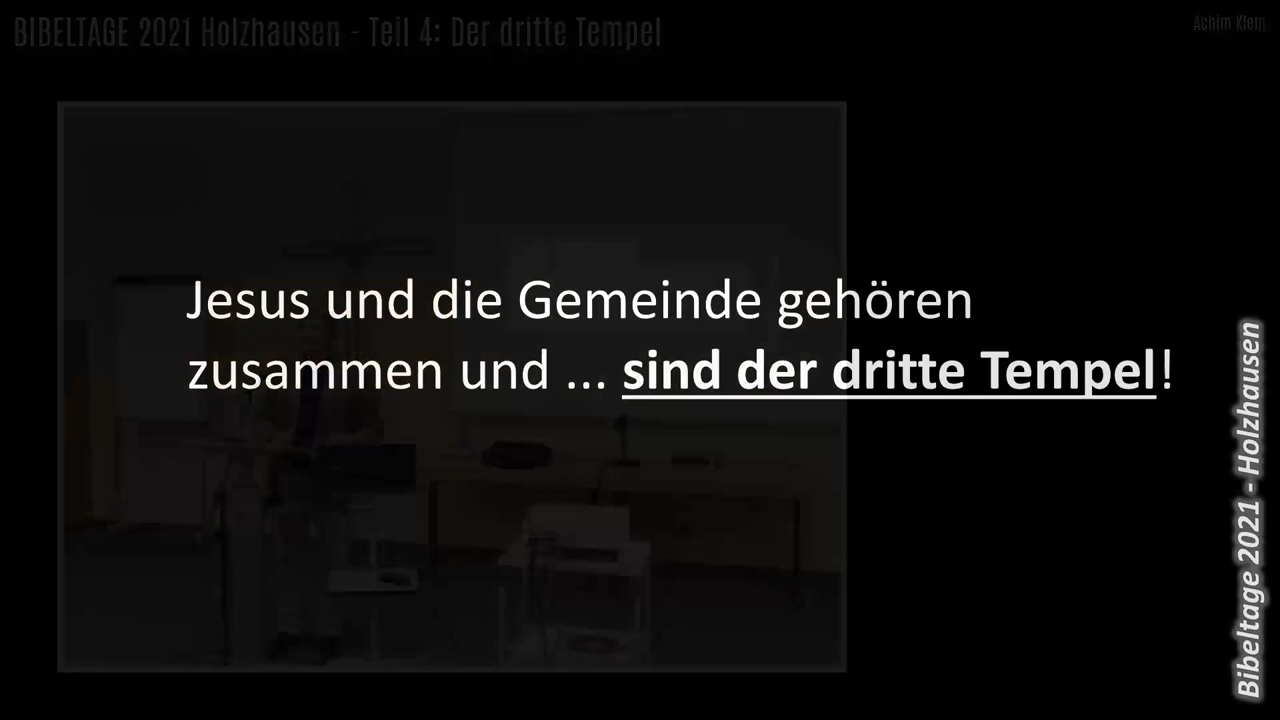 BIBELTAGE 2021 Holzhausen - Teil 4: Der dritte Tempel
Achim Klein
Jesus und die Gemeinde gehören
zusammen und ... sind der dritte Tempel!
Bibeltage 2021 - Holzhausen